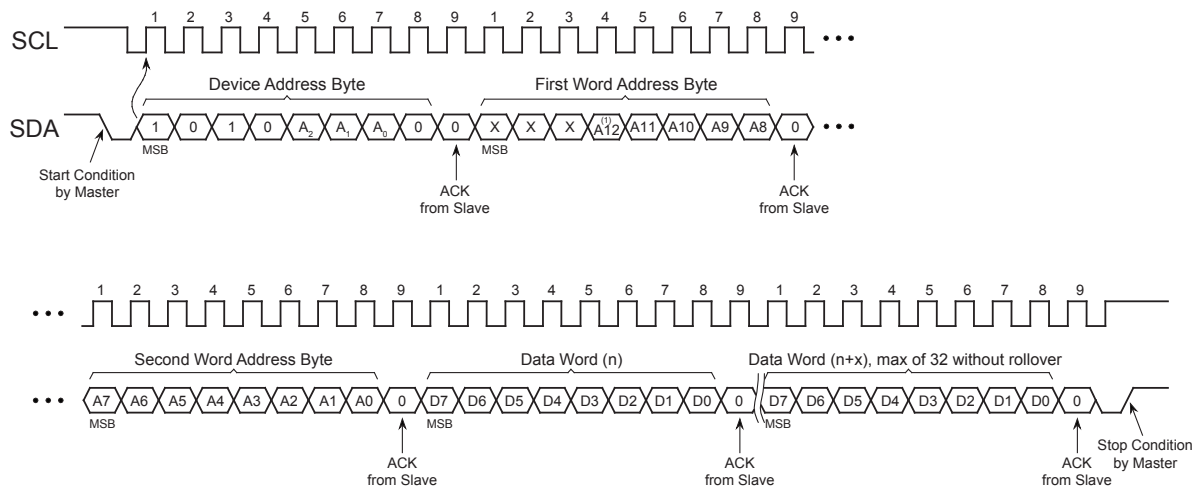 1 2 3 4 5 6 7 8 9 1 2 3 4 5 6 7 8 9
SCL
Device Address Byte First Word Address Byte
SDA 1 0 1 0 A2 A1 A0 0 0 X X X A12(1) A11 A10 A9 A8 0
MSB MSB
Start Condition
by Master
ACK
from Slave
ACK
from Slave
1 2 3 4 5 6 7 8 9 1 2 3 4 5 6 7 8 9 1 2 3 4 5 6 7 8 9
Second Word Address Byte Data Word (n) Data Word (n+x), max of 32 without rollover
A7 A6 A5 A4 A3 A2 A1 A0 0 D7 D6 D5 D4 D3 D2 D1 D0 0 D7 D6 D5 D4 D3 D2 D1 D0 0
MSB MSB MSB
ACK
from Slave
ACK
from Slave
ACK
from Slave
Stop Condition
by Master